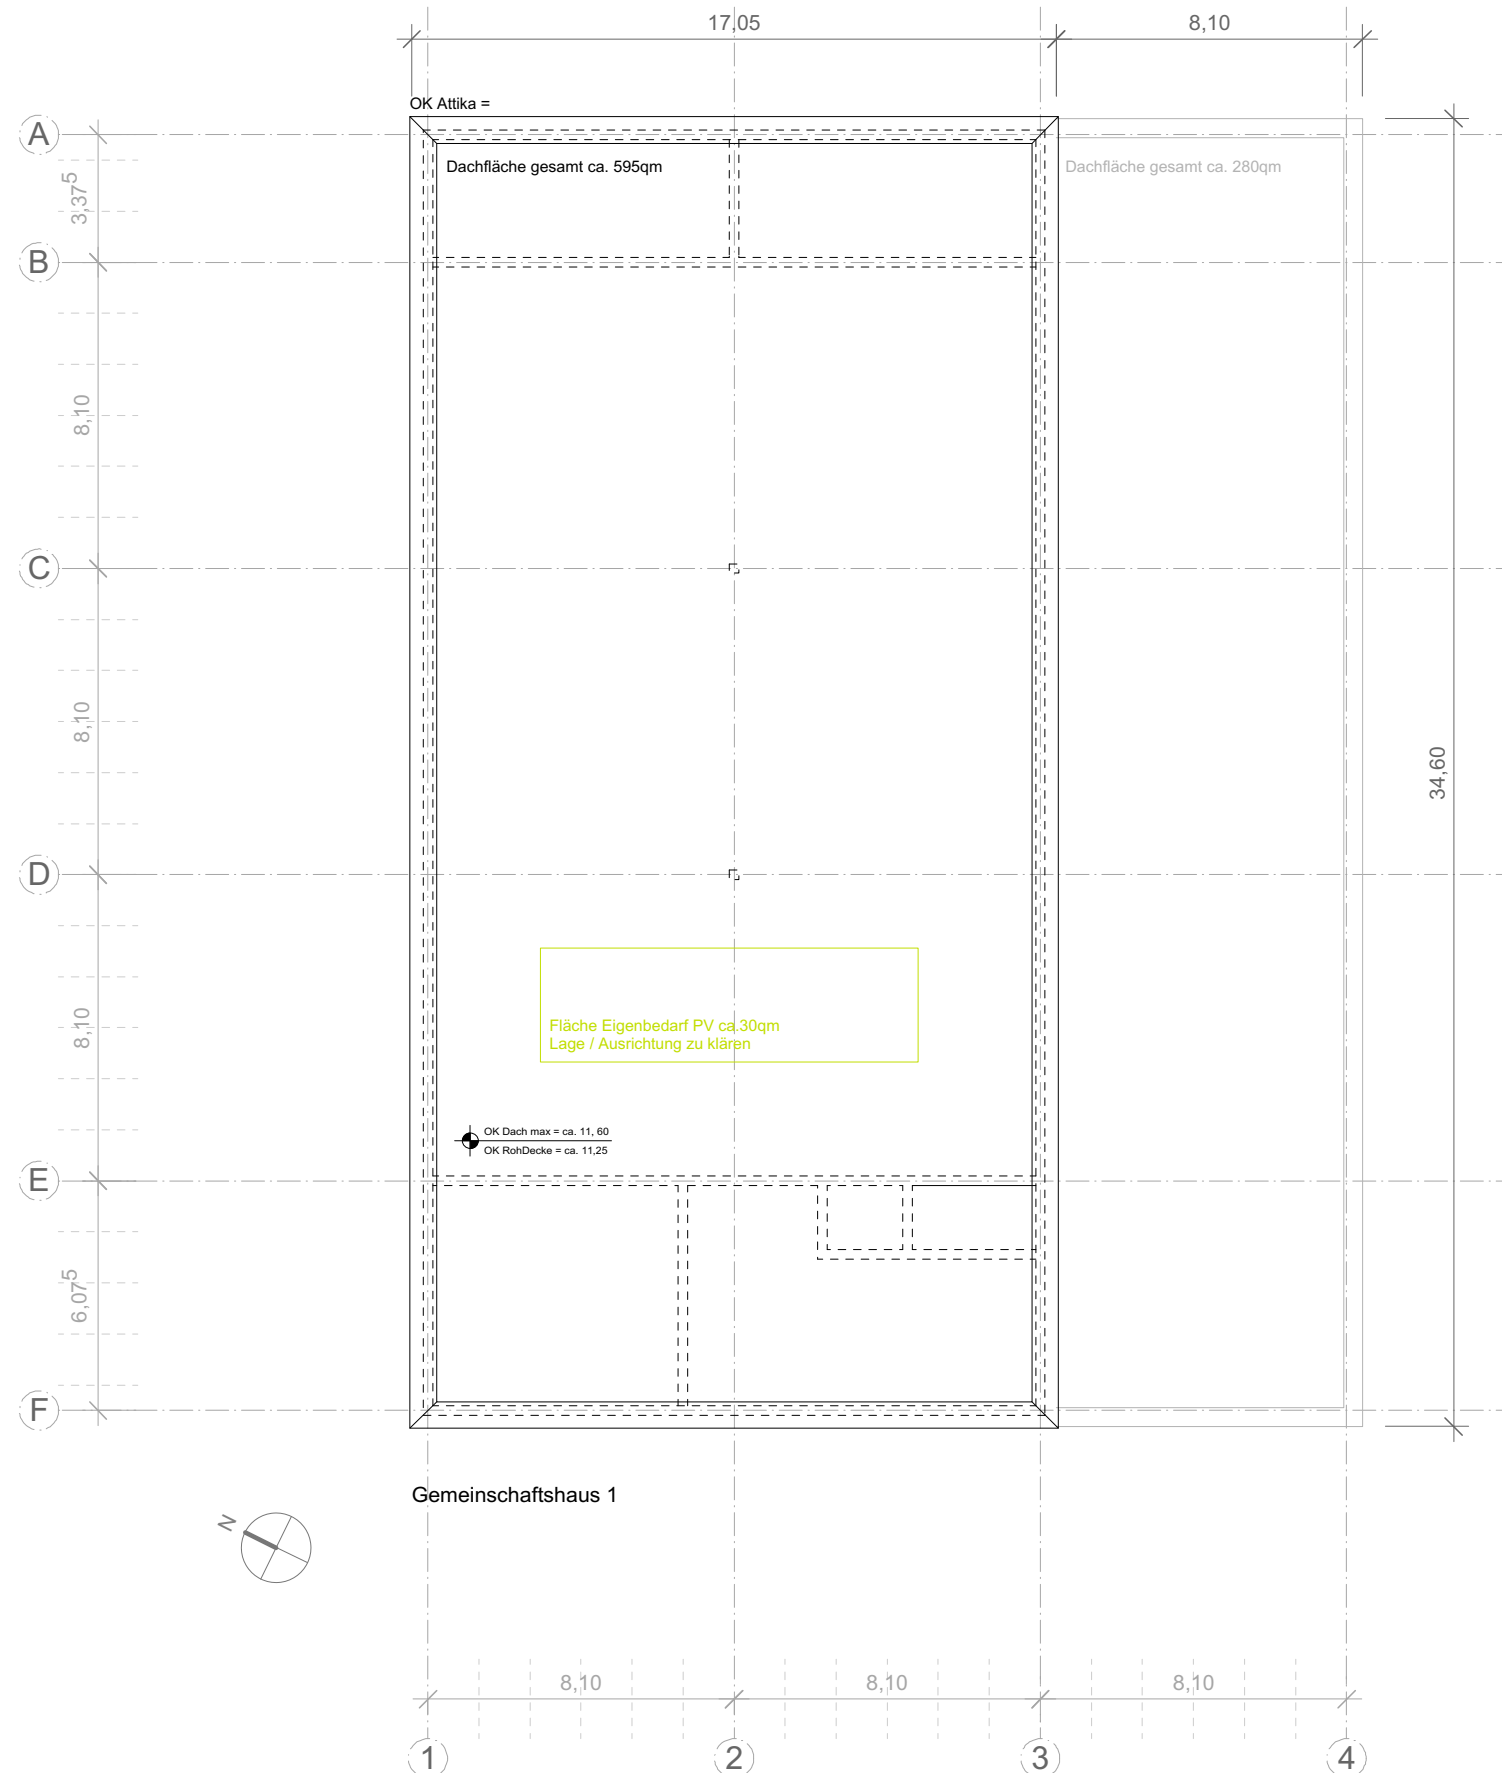 17,05
8,10
OK Attika =
A
Dachfläche gesamt ca. 595qm
Dachfläche gesamt ca. 280qm
3,37⁵
B
8,10
C
8,10
34,60
D
8,10
Fläche Eigenbedarf PV ca.30qm
Lage / Ausrichtung zu klären
OK Dach max = ca. 11, 60
OK RohDecke = ca. 11,25
E
6,07⁵
F
Gemeinschaftshaus 1
N
8,10
8,10
8,10
1
2
3
4